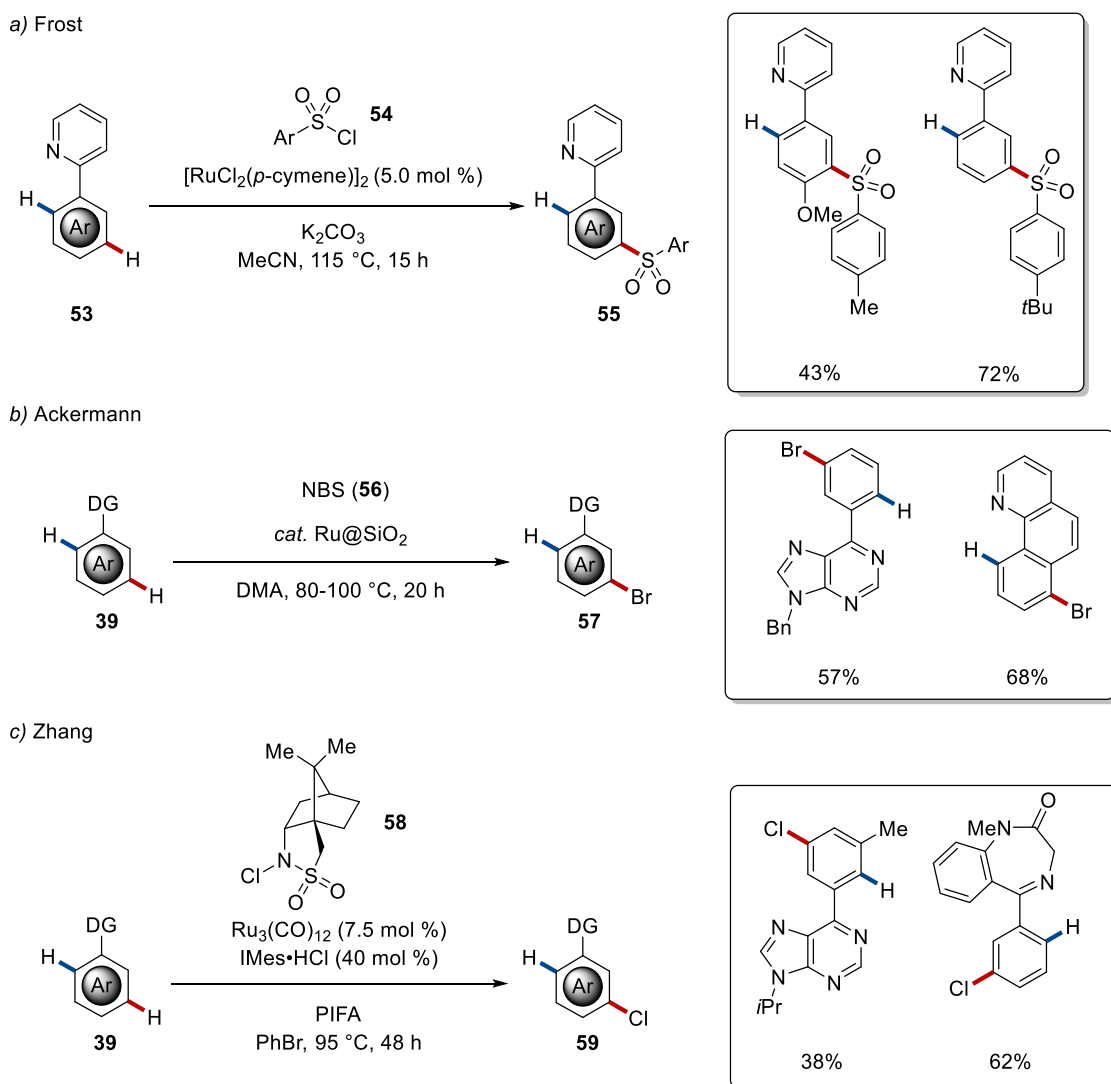 a) Frost
O O
S
Ar Cl
54
N
H
Ar
H
53
[RuCl2(p-cymene)]2 (5.0 mol %)
K2CO3
MeCN, 115 °C, 15 h
N
H
Ar
S Ar
O O
55
N
H
O
S
O
OMe
Me
43%
N
H
O
S
O
tBu
72%
b) Ackermann
DG
H
Ar
H
39
NBS (56)
cat. Ru@SiO2
DMA, 80-100 °C, 20 h
DG
H
Ar
Br
57
Br
H
N
N
N
N
Bn
57%
N
H
Br
68%
c) Zhang
Me Me
58
N
Cl
S
O
O
DG
H
Ar
H
39
Ru3(CO)12 (7.5 mol %)
IMes•HCl (40 mol %)
PIFA
PhBr, 95 °C, 48 h
DG
H
Ar
Cl
59
Cl
Me
H
N
N
N
N
iPr
38%
O
MeN
N
H
Cl
62%